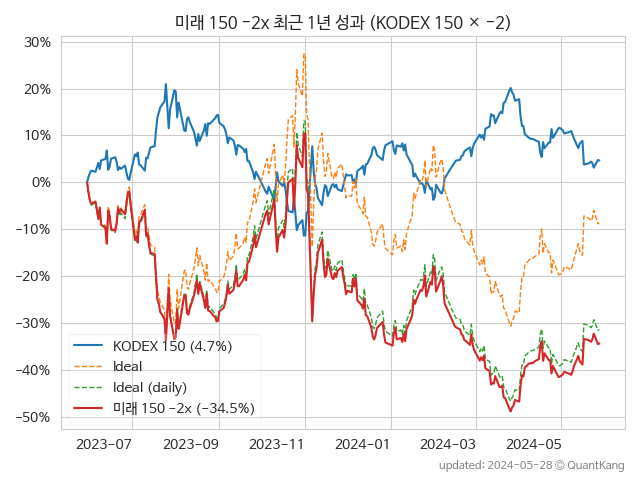 미래 150 −2x 최근 1년 성과 (KODEX 150 × −2)
30%
20%
10%
0%
−10%
−20%
−30%
−40%
−50%
KODEX 150 (4.7%)
Ideal
Ideal (daily)
미래 150 −2x (−34.5%)
2023−07
2023−09
2023−11
2024−01
2024−03
2024−05
updated: 2024−05−28 © QuantKang